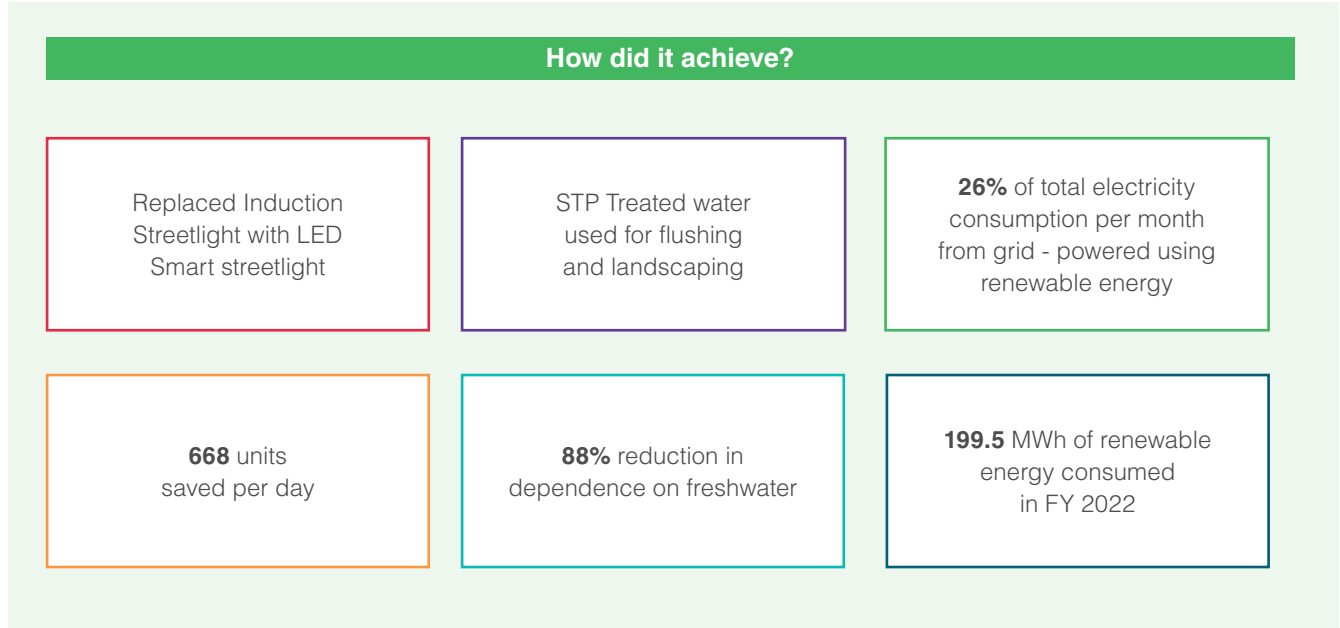 How did it achieve?
Replaced Induction
Streetlight with LED
Smart streetlight
STP Treated water
used for flushing
and landscaping
26% of total electricity
consumption per month
from grid - powered using
renewable energy
668 units
saved per day
88% reduction in
dependence on freshwater
199.5 MWh of renewable
energy consumed
in FY 2022